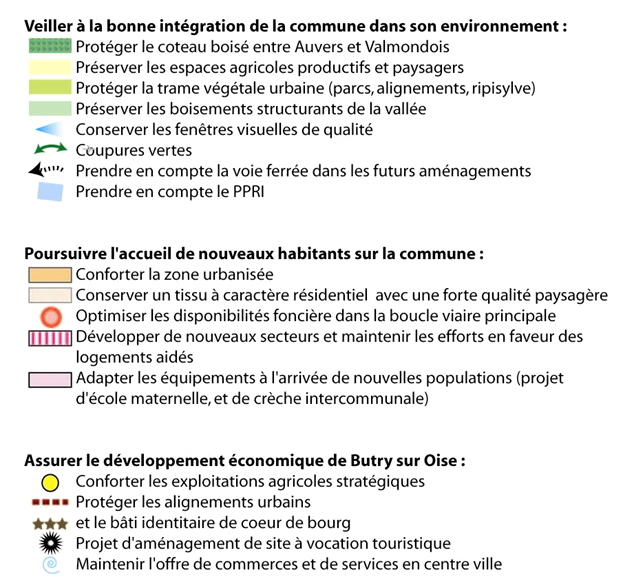 Veiller à la bonne intégration de la commune dans son environnement :
Protéger le coteau boisé entre Auvers et Valmondois
Préserver les espaces agricoles productifs et paysagers
Protéger la trame végétale urbaine (parcs, alignements, ripisylve)
Préserver les boisements structurants de la vallée
Conserver les fenêtres visuelles de qualité
Coupures vertes
Prendre en compte la voie ferrée dans les futurs aménagements
Prendre en compte le PPRI
Poursuivre l'accueil de nouveaux habitants sur la commune :
Conforter la zone urbanisée
Conserver un tissu à caractère résidentiel avec une forte qualité paysagère
Optimiser les disponibilités foncière dans la boucle viaire principale
Développer de nouveaux secteurs et maintenir les efforts en faveur des
logements aidés
Adapter les équipements à l'arrivée de nouvelles populations (projet
d'école maternelle, et de crèche intercommunale)
Assurer le développement économique de Butry sur Oise :
Conforter les exploitations agricoles stratégiques
Protéger les alignements urbains
et le bâti identitaire de coeur de bourg
Projet d'aménagement de site à vocation touristique
Maintenir l'offre de commerces et de services en centre ville